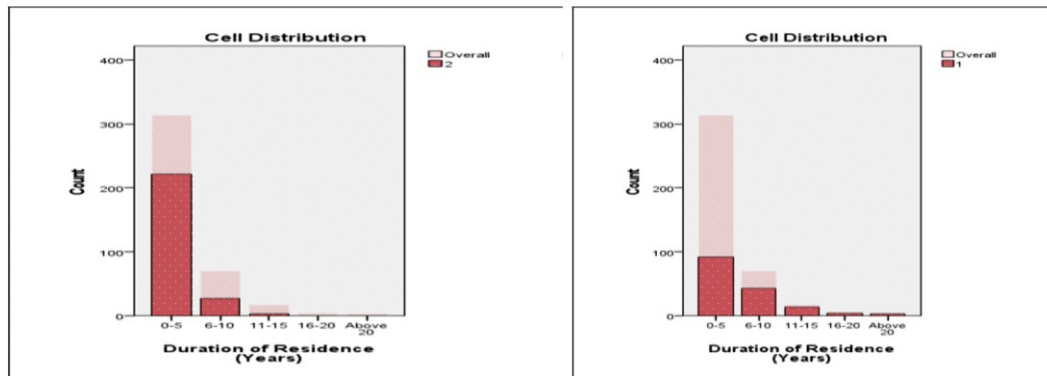 Cell Distribution
Overall
2
400
300
200
100
0
Count
0-5
6-10
11-15
16-20
Above
20
Duration of Residence
(Years)
Cell Distribution
Overall
1
400
300
200
100
0
Count
0-5
6-10
11-15
16-20
Above
20
Duration of Residence
(Years)